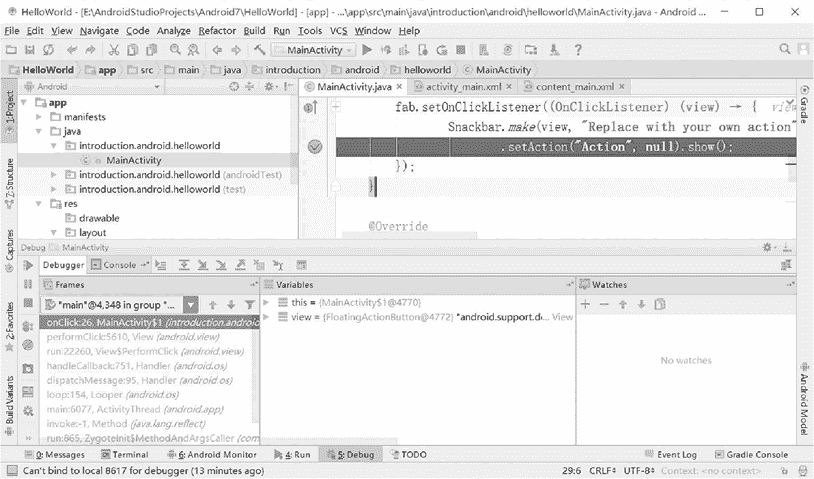 HelloWorld - [E:\AndroidStudioProjects\Android7\HelloWorld] - [app] - ...\app\src\main\java\introduction\android\helloworld\MainActivity.java - Android ...
File Edit View Navigate Code Analyze Refactor Build Run Tools VCS Window Help
MainActivity
HelloWorld app src main java introduction android helloworld MainActivity
Android
MainActivity.java activity_main.xml content_main.xml
1: Project
Z: Structure
Captures
2: Favorites
Build Variants
Gradle
Android Model
app
manifests
java
introduction.android.helloworld
MainActivity
introduction.android.helloworld (androidTest)
introduction.android.helloworld (test)
res
drawable
layout
fab.setOnClickListener((OnClickListener) (view) → {
Snackbar.make(view, "Replace with your own action"
.setAction("Action", null).show();
});
}
@Override
Debug MainActivity
Debugger Console
Frames
Variables
Watches
"main"@4,348 in group "...
onClick:26, MainActivity$1 (introduction.android
performClick:5610, View (android.view)
run:22260, View$PerformClick (android.view)
handleCallback:751, Handler (android.os)
dispatchMessage:95, Handler (android.os)
loop:154, Looper (android.os)
main:6077, ActivityThread (android.app)
invoke:-1, Method (java.lang.reflect)
run:865, ZygoteInit$MethodAndArgsCaller (com
this = {MainActivity$1@4770}
view = {FloatingActionButton@4772} "android.support.de... View
No watches
0: Messages Terminal 6: Android Monitor 4: Run 5: Debug TODO Event Log Gradle Console
Can't bind to local 8617 for debugger (13 minutes ago)
29:6 CRLF UTF-8 Context: <no context>